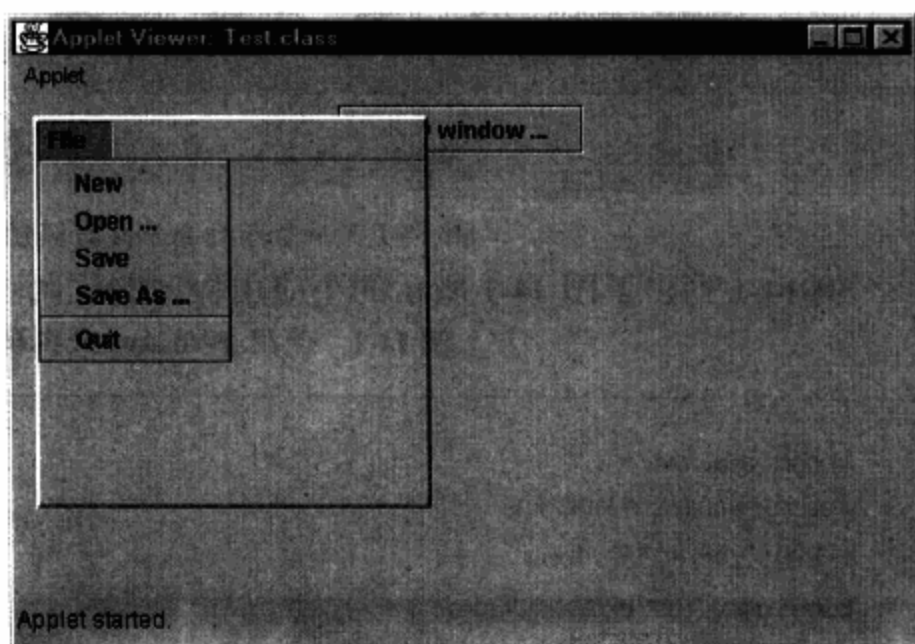 Applet Viewer: Test.class
Applet
window ...
File
New
Open ...
Save
Save As ...
Quit
Applet started.